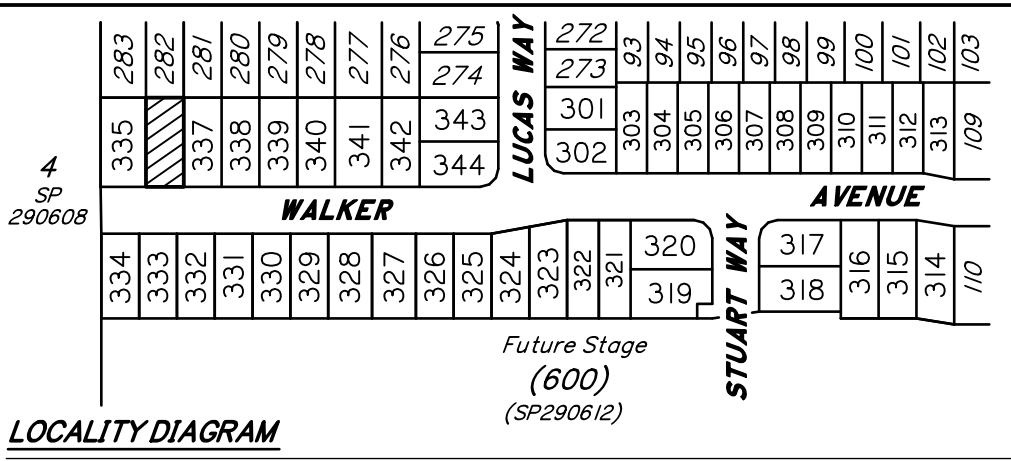 283 282 281 280 279 278 277 276 275 LUCAS WAY 272 93 94 95 96 97 98 99 100 101 102 103
274 273
335 337 338 339 340 341 342 343 301 303 304 305 306 307 308 309 310 311 312 313 109
344 302
4
SP
290608
WALKER AVENUE
334 333 332 331 330 329 328 327 326 325 324 323 322 321 320 STUART WAY 317 316 315 314 110
319 318
Future Stage
(600)
(SP290612)
LOCALITY DIAGRAM